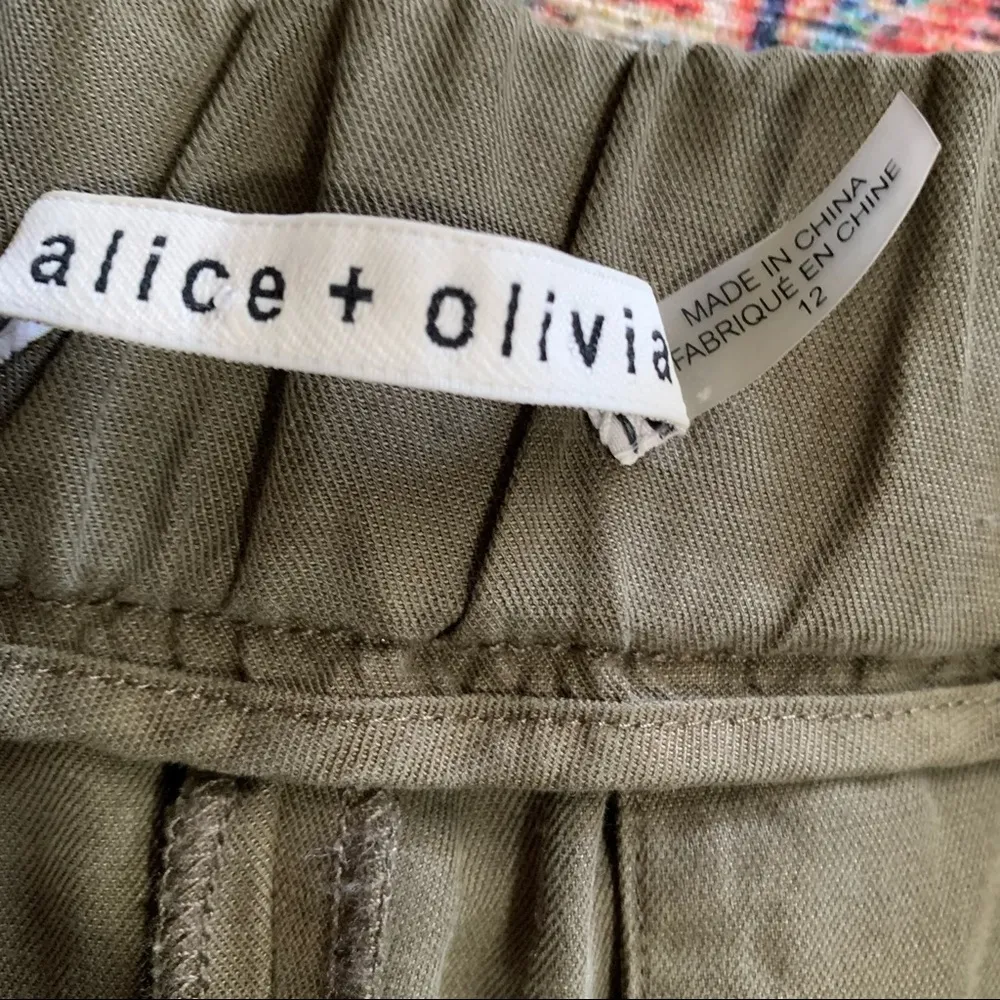 alice + olivia
MADE IN CHINA
FABRIQUÉ EN CHINE
12